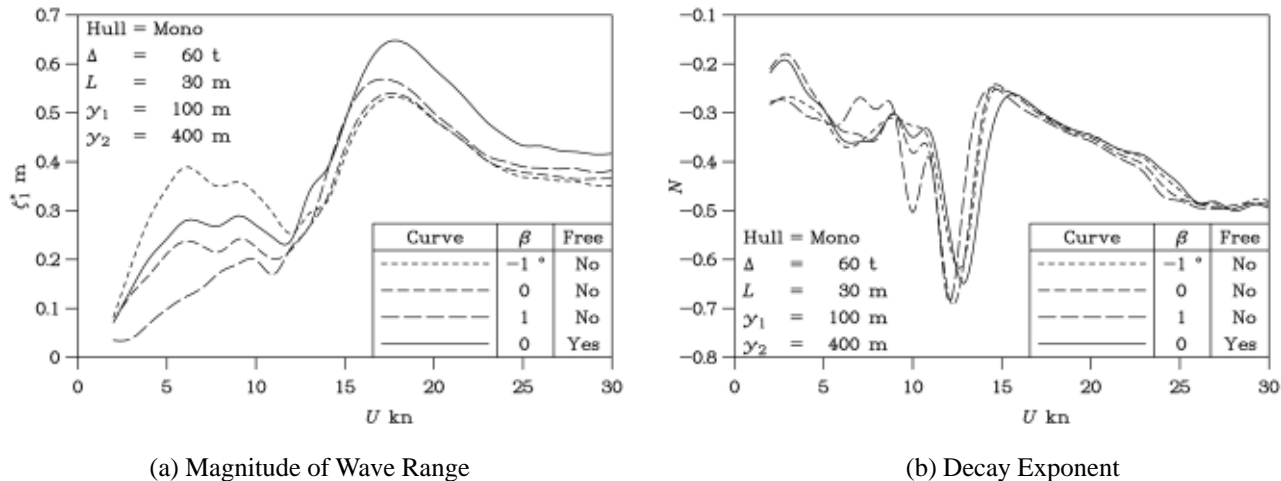 0.7
0.6
0.5
0.4
0.3
0.2
0.1
0
ζ₁* m
Hull = Mono
Δ = 60 t
L = 30 m
y₁ = 100 m
y₂ = 400 m
Curve β Free
−1 ° No
0 No
1 No
0 Yes
0 5 10 15 20 25 30
U kn
(a) Magnitude of Wave Range
−0.1
−0.2
−0.3
−0.4
−0.5
−0.6
−0.7
−0.8
N
Hull = Mono
Δ = 60 t
L = 30 m
y₁ = 100 m
y₂ = 400 m
Curve β Free
−1 ° No
0 No
1 No
0 Yes
0 5 10 15 20 25 30
U kn
(b) Decay Exponent